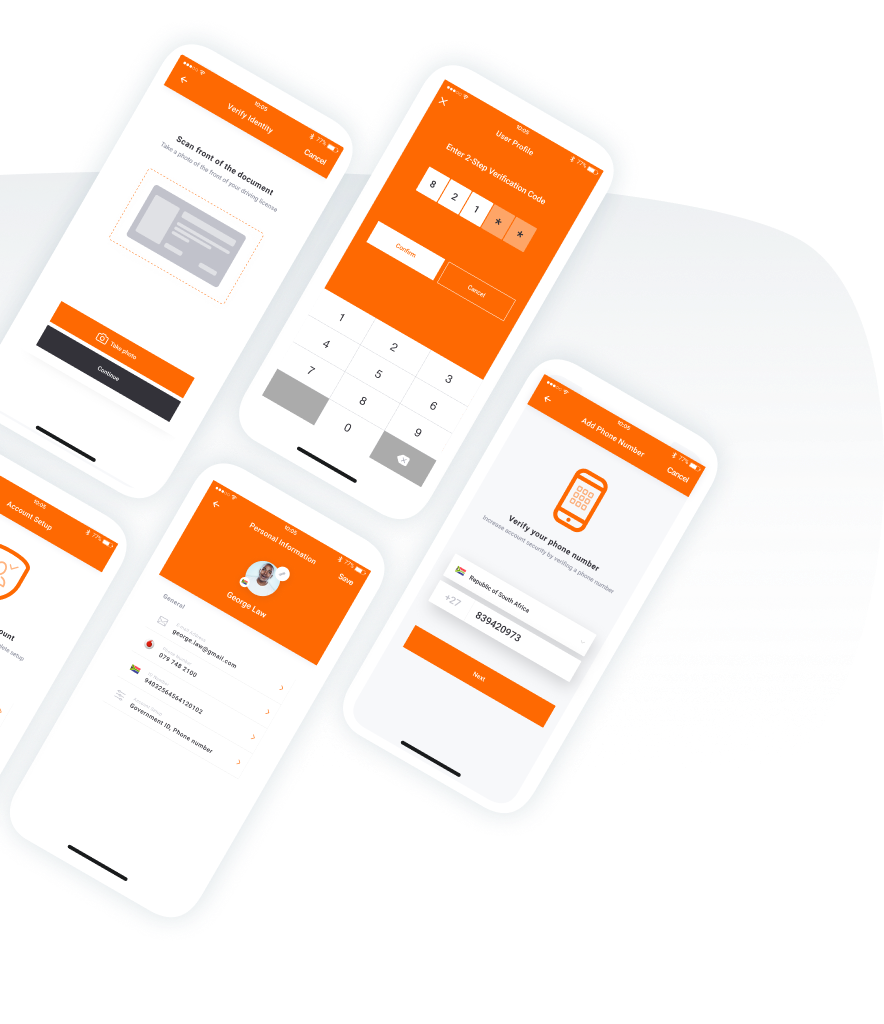 10:05
77%
Verify Identity
Cancel
Scan front of the document
Take a photo of the front of your driving license
Take photo
Continue
10:05
77%
User Profile
Enter 2-Step Verification Code
8 2 1 * *
Confirm
Cancel
1 2 3
4 5 6
7 8 9
0
10:05
77%
Add Phone Number
Cancel
Verify your phone number
Increase account security by verifing a phone number
Republic of South Africa
+27 839420973
Next
10:05
77%
Account Setup
10:05
77%
Personal Information
Save
George Law
General
E-mail address
george.law@gmail.com
079 748 2100
94032564564120102
Government ID, Phone number